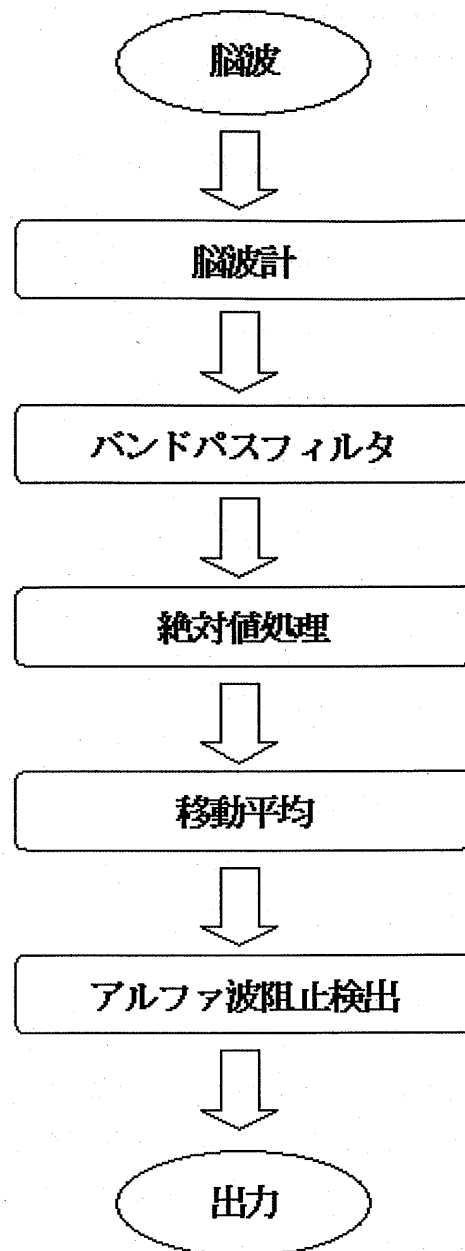 脳波
脳波計
バンドパスフィルタ
絶対値処理
移動平均
アルファ波阻止検出
出力